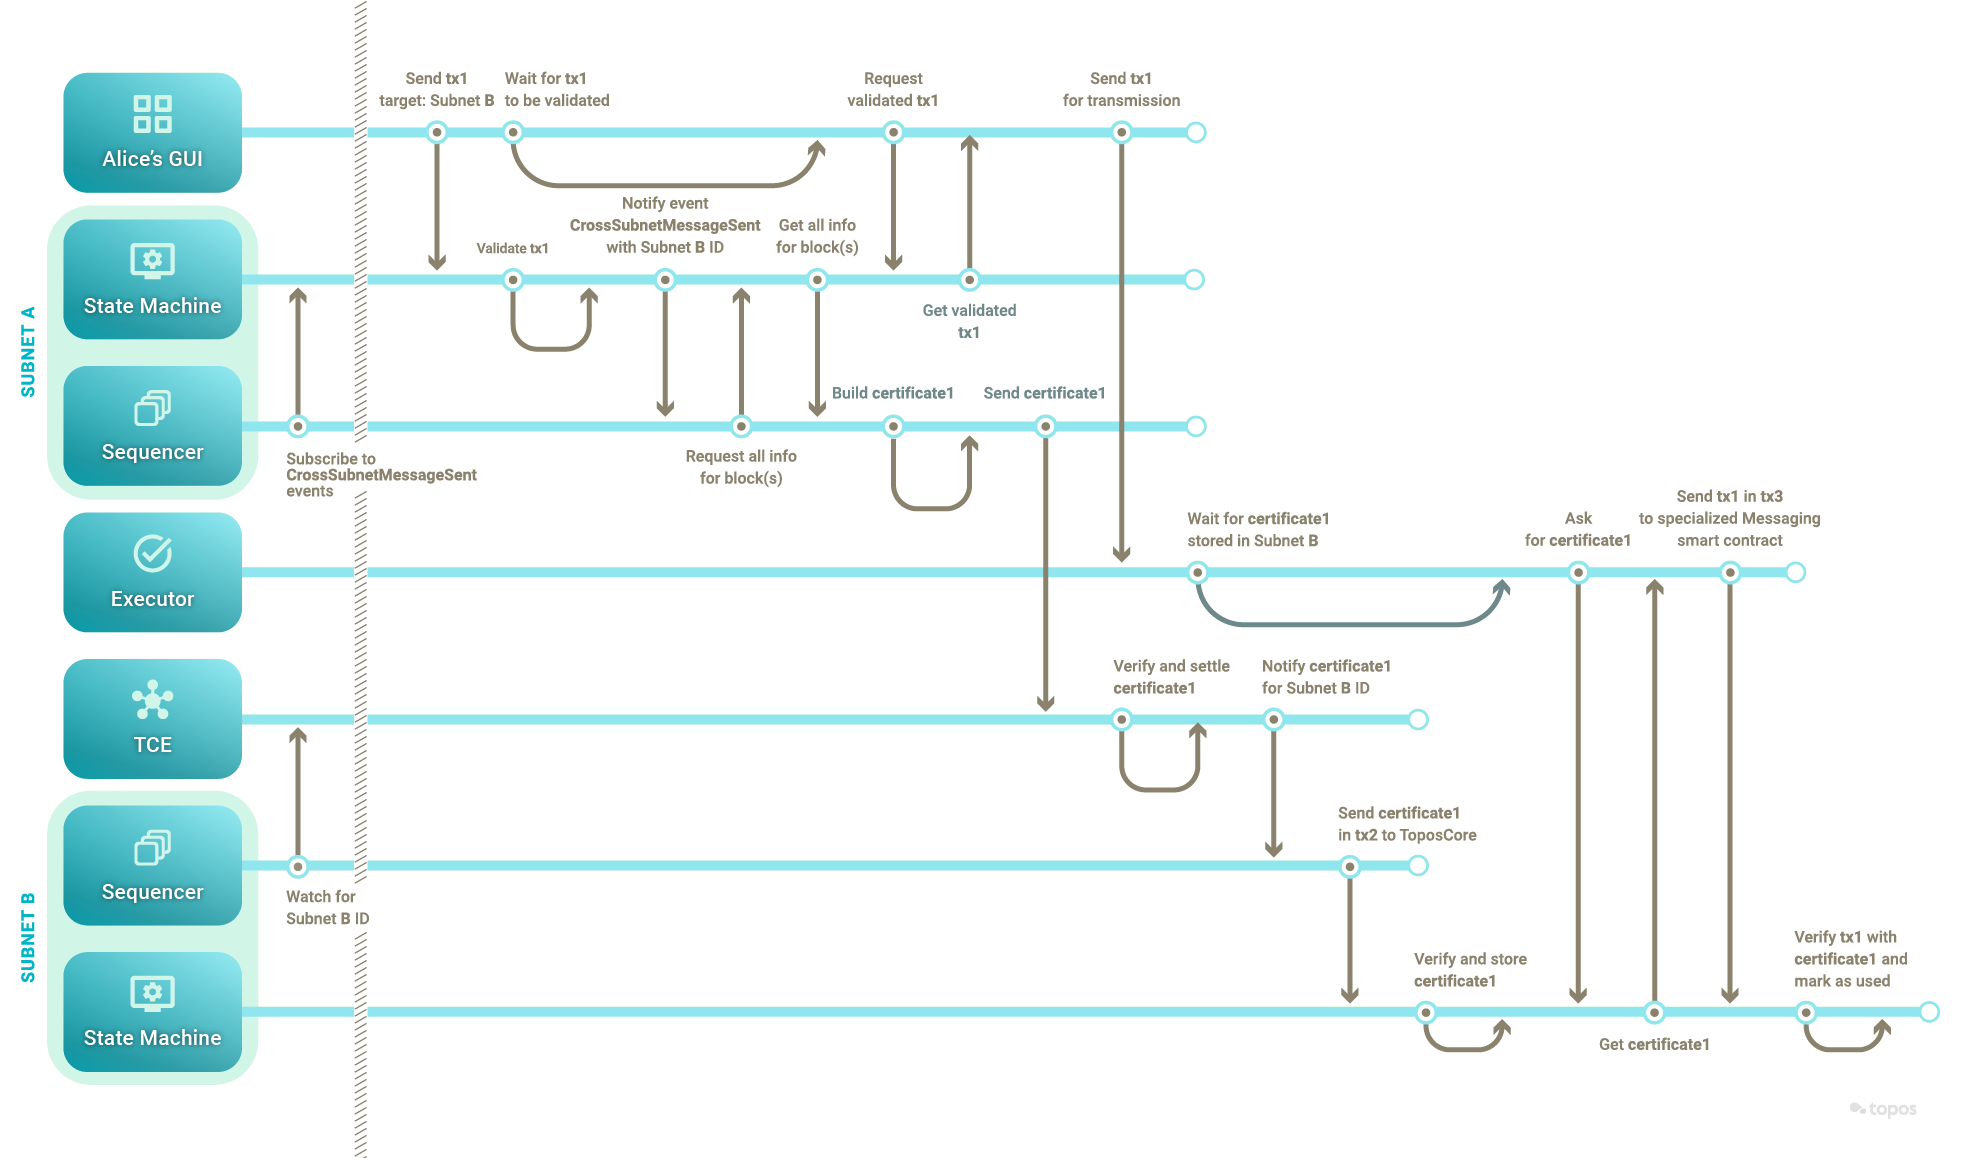 Send tx1
target: Subnet B
Wait for tx1
to be validated
Request
validated tx1
Send tx1
for transmission
Alice's GUI
Notify event
CrossSubnetMessageSent
with Subnet B ID
Get all info
for block(s)
Validate tx1
SUBNET A
State Machine
Get validated
tx1
Build certificate1
Send certificate1
Sequencer
Subscribe to
CrossSubnetMessageSent
events
Request all info
for block(s)
Wait for certificate1
stored in Subnet B
Ask
for certificate1
Send tx1 in tx3
to specialized Messaging
smart contract
Executor
Verify and settle
certificate1
Notify certificate1
for Subnet B ID
TCE
Send certificate1
in tx2 to ToposCore
SUBNET B
Sequencer
Watch for
Subnet B ID
Verify and store
certificate1
Verify tx1 with
certificate1 and
mark as used
State Machine
Get certificate1
topos